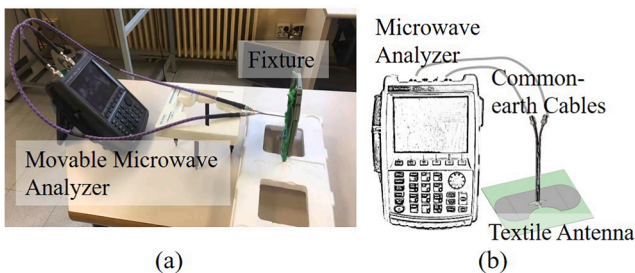 Fixture
Movable Microwave
Analyzer
(a)
Microwave
Analyzer
Common-
earth Cables
Textile Antenna
(b)